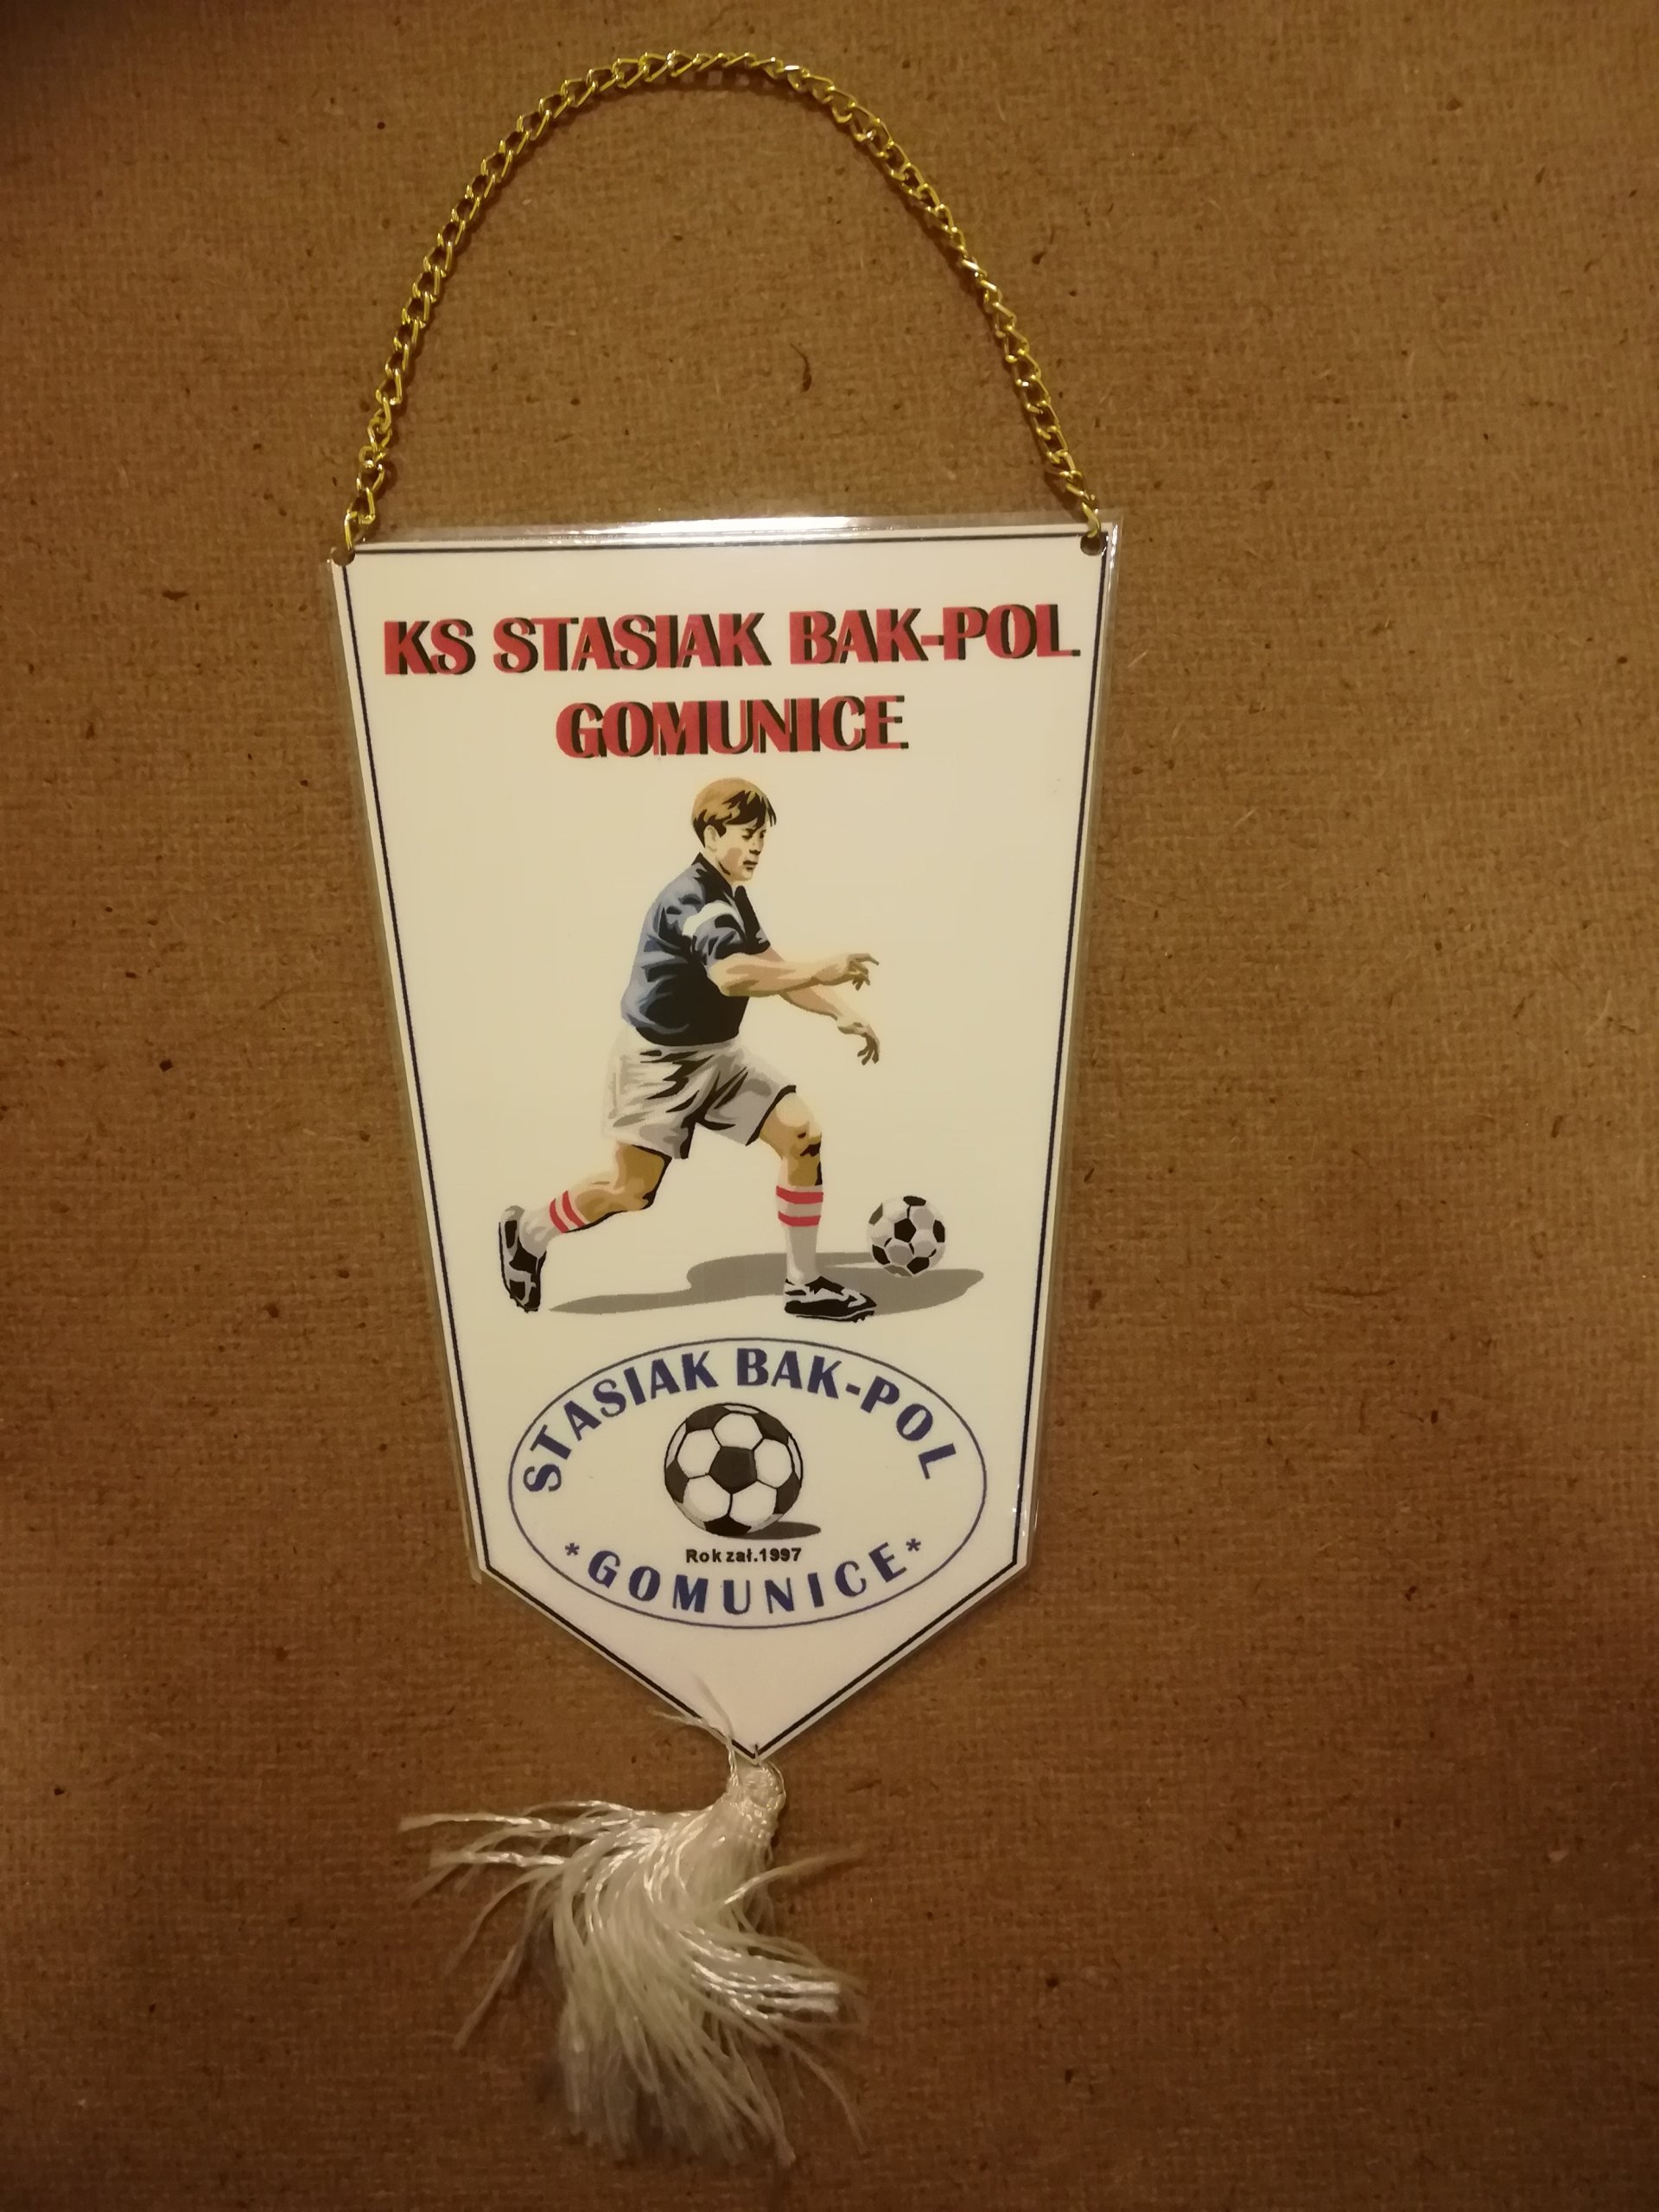 KS STASIAK BAK-POL
GOMUNICE
STASIAK BAK-POL
Rok zał.1997
*GOMUNICE*